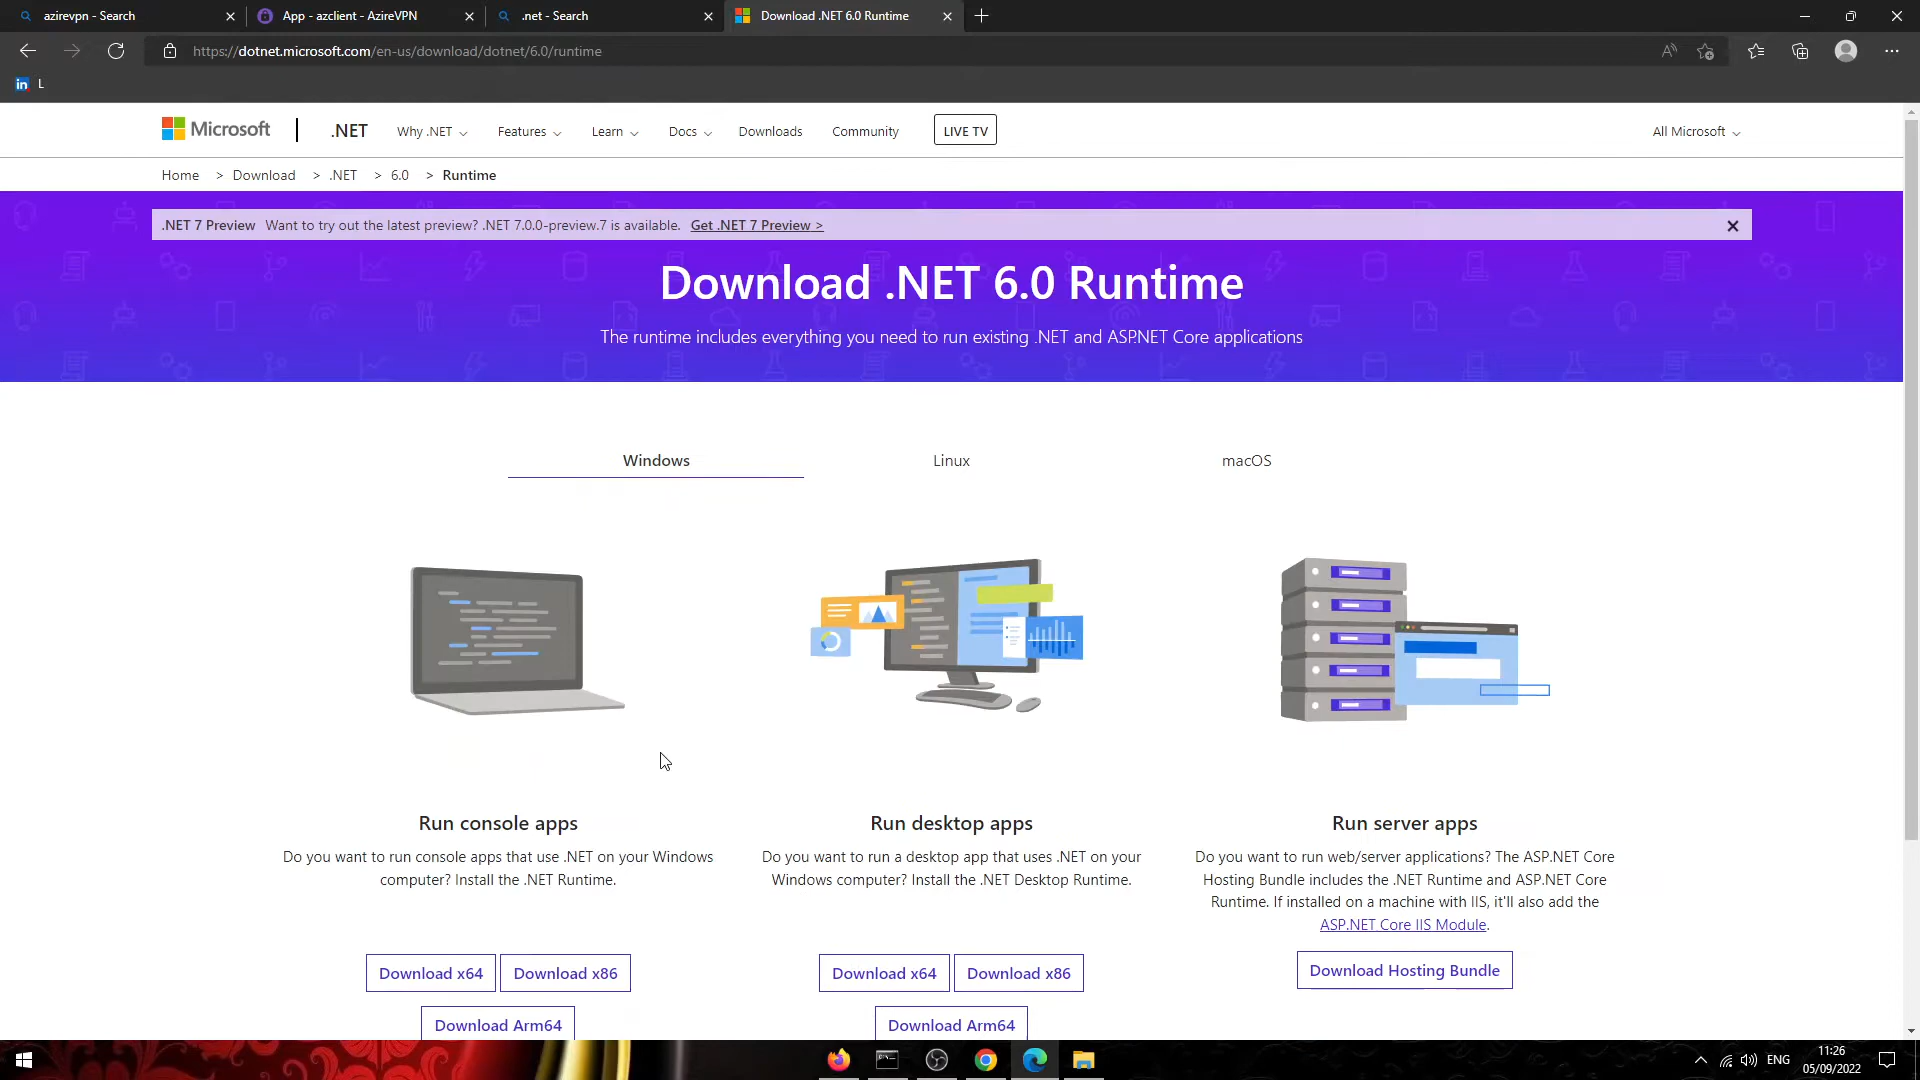 azirevpn - Search
App - azclient - AzireVPN
.net - Search
Download .NET 6.0 Runtime
https://dotnet.microsoft.com/en-us/download/dotnet/6.0/runtime
in L
Microsoft
.NET
Why .NET
Features
Learn
Docs
Downloads
Community
LIVE TV
All Microsoft
Home > Download > .NET > 6.0 > Runtime
.NET 7 Preview Want to try out the latest preview? .NET 7.0.0-preview.7 is available. Get .NET 7 Preview >
Download .NET 6.0 Runtime
The runtime includes everything you need to run existing .NET and ASP.NET Core applications
Windows
Linux
macOS
Run console apps
Do you want to run console apps that use .NET on your Windows
computer? Install the .NET Runtime.
Download x64
Download x86
Download Arm64
Run desktop apps
Do you want to run a desktop app that uses .NET on your
Windows computer? Install the .NET Desktop Runtime.
Download x64
Download x86
Download Arm64
Run server apps
Do you want to run web/server applications? The ASP.NET Core
Hosting Bundle includes the .NET Runtime and ASP.NET Core
Runtime. If installed on a machine with IIS, it'll also add the
ASP.NET Core IIS Module.
Download Hosting Bundle
ENG
11:26
05/09/2022